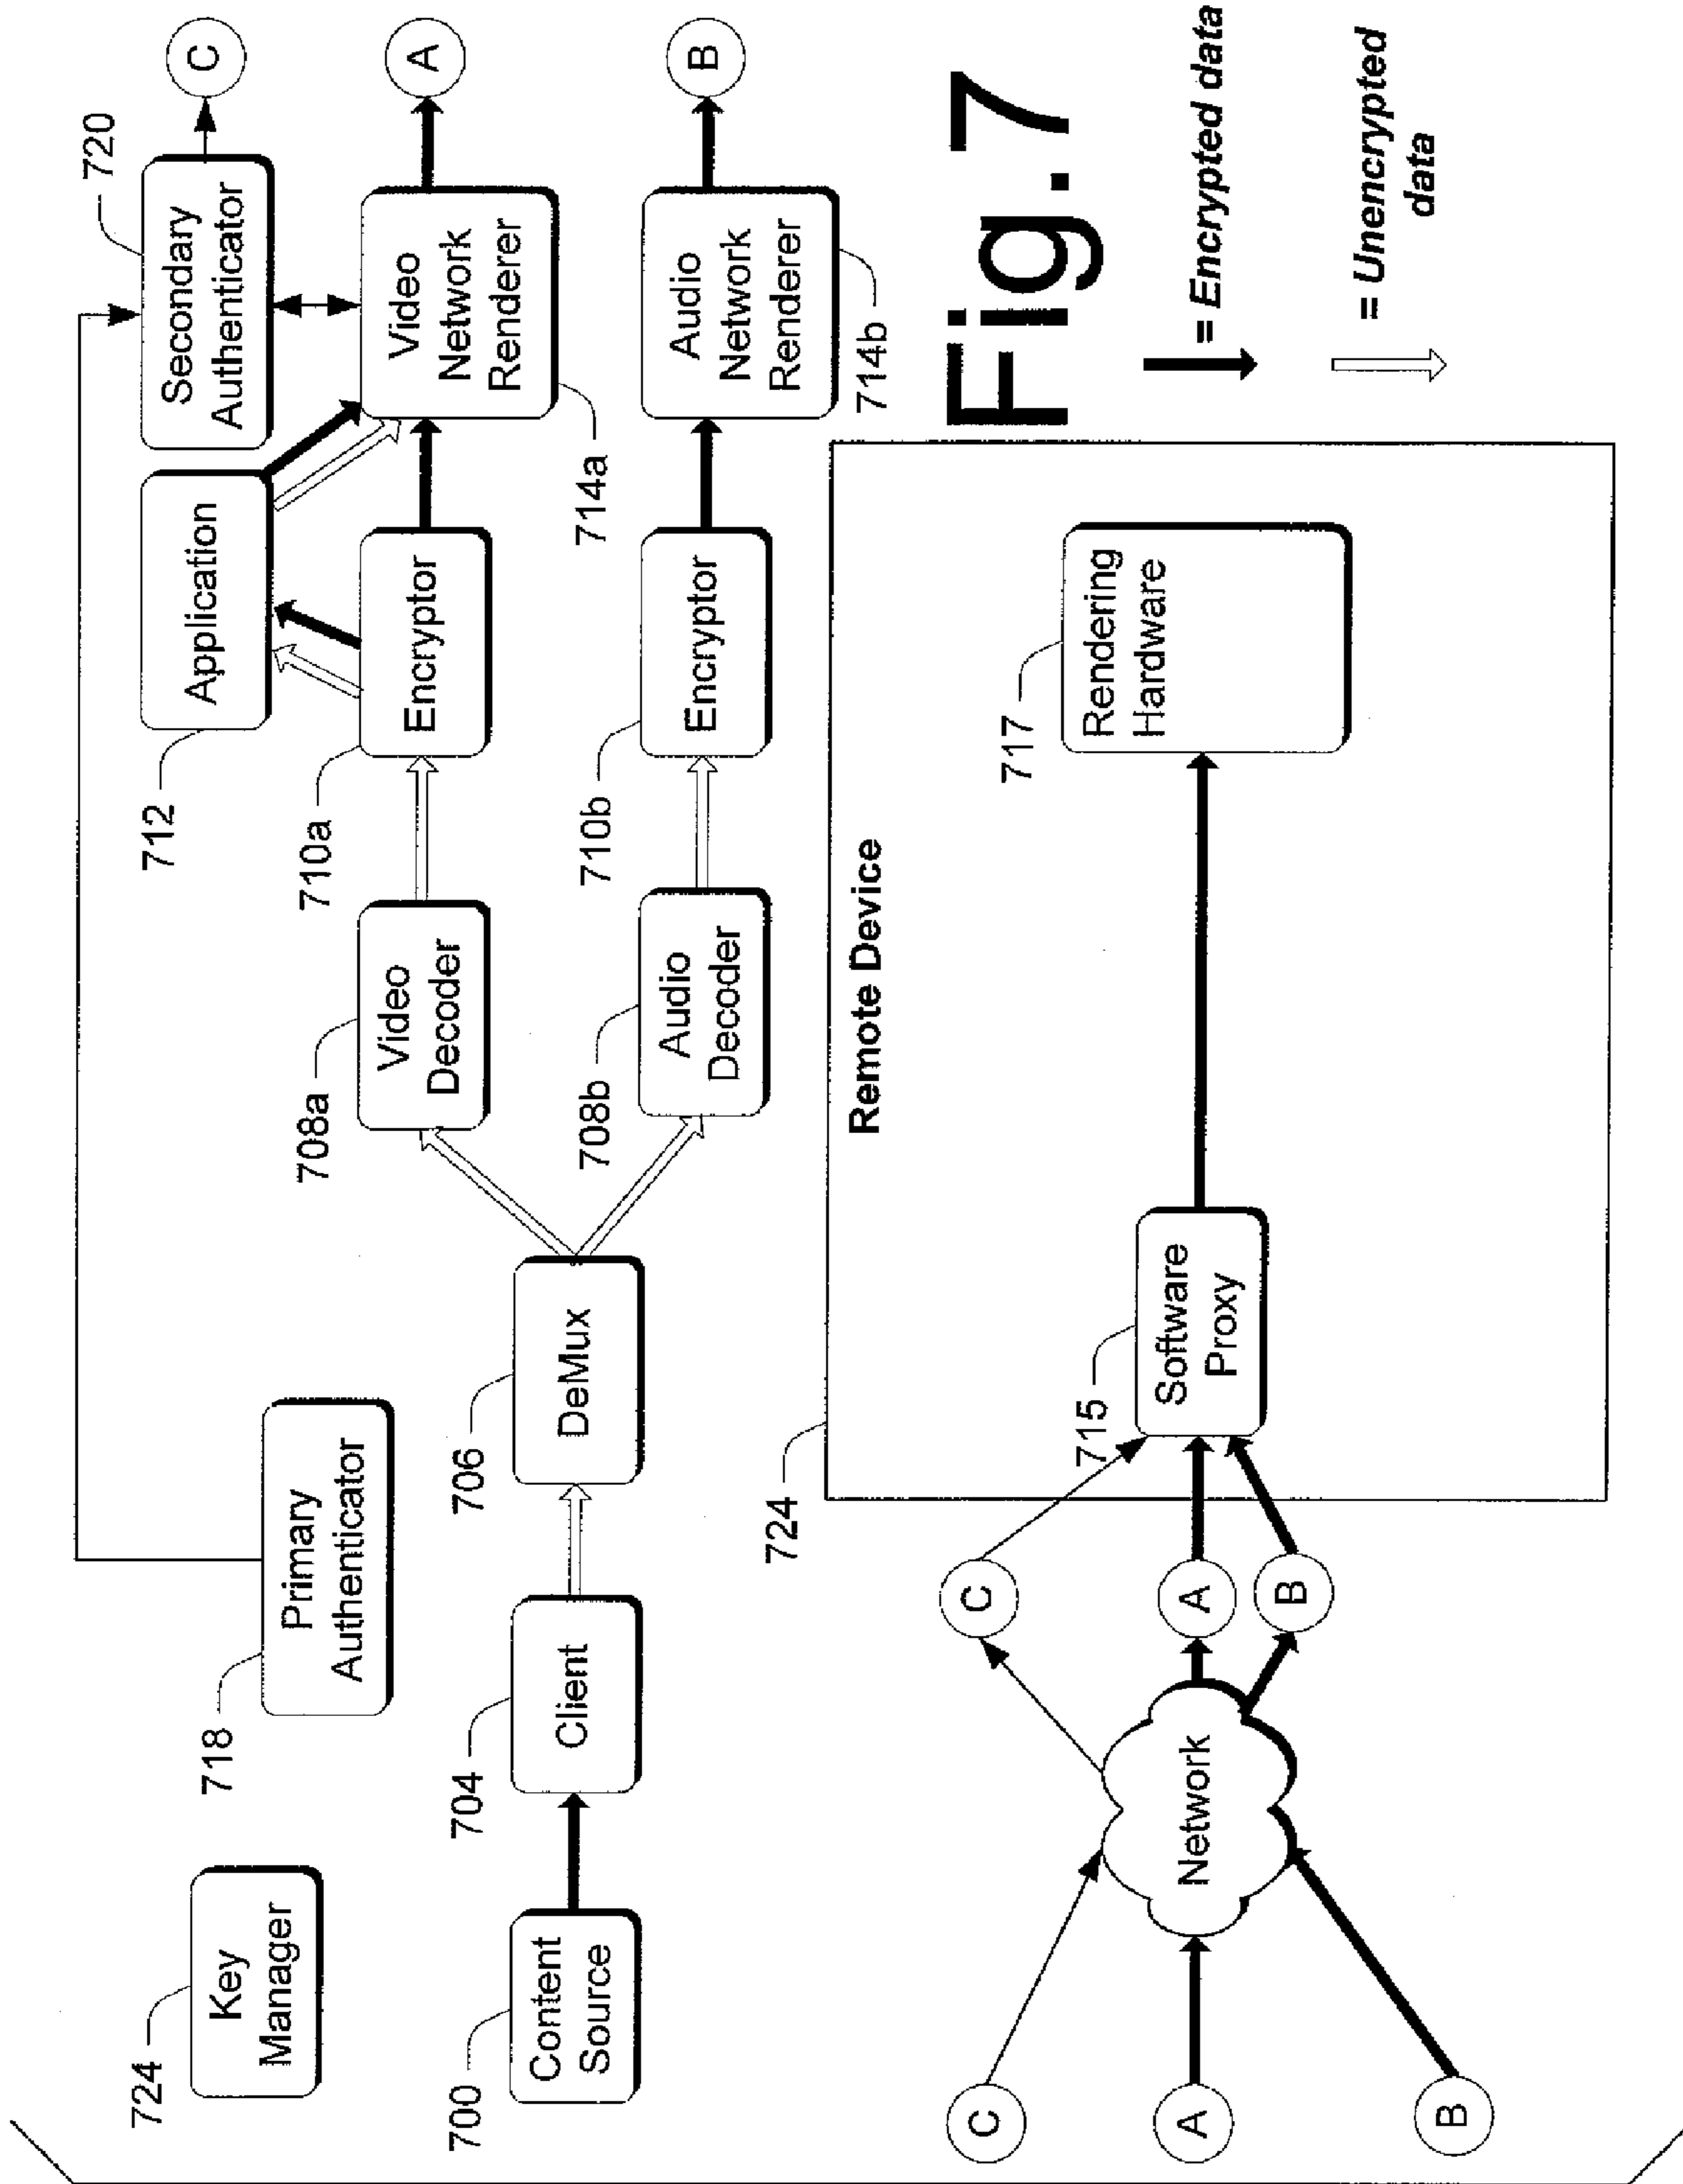 724
Key
Manager
718
Primary
Authenticator
720
Secondary
Authenticator
C
712
Application
700
Content
Source
704
Client
706
DeMux
708a
Video
Decoder
710a
Encryptor
714a
Video
Network
Renderer
A
708b
Audio
Decoder
710b
Encryptor
714b
Audio
Network
Renderer
B
724
Remote Device
C
A
B
Network
C
A
B
715
Software
Proxy
717
Rendering
Hardware
Fig.7
= Encrypted data
= Unencrypted
data